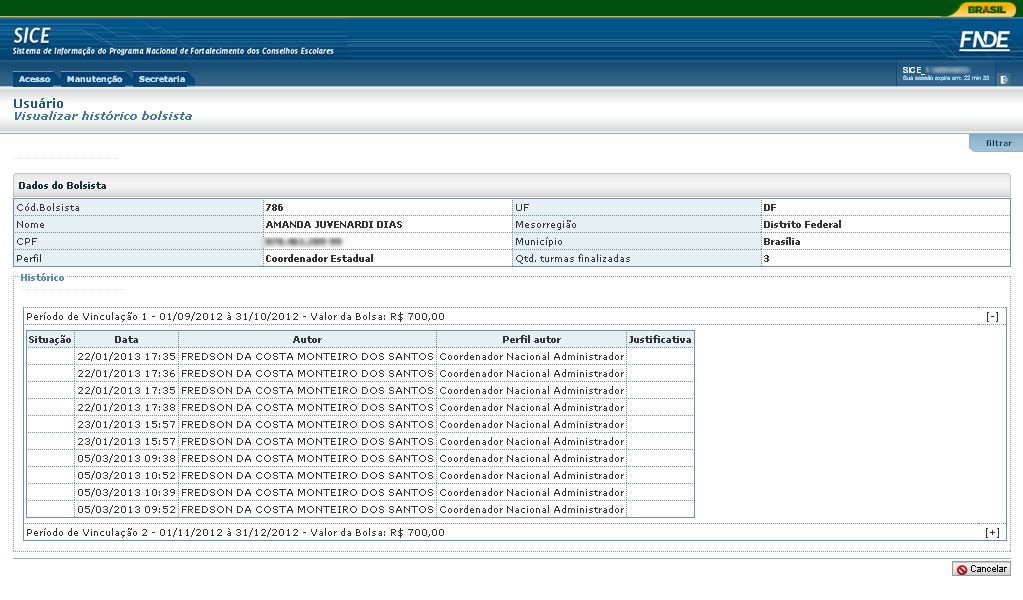 BRASIL
SICE
Sistema de Informação do Programa Nacional de Fortalecimento dos Conselhos Escolares
FNDE
Acesso Manutenção Secretaria
SICE_
Sua sessão expira em: 22 min 33
Usuário
Visualizar histórico bolsista
filtrar
Dados do Bolsista
Cód.Bolsista 786 UF DF
Nome AMANDA JUVENARDI DIAS Mesorregião Distrito Federal
CPF Município Brasília
Perfil Coordenador Estadual Qtd. turmas finalizadas 3
Histórico
Período de Vinculação 1 - 01/09/2012 à 31/10/2012 - Valor da Bolsa: R$ 700,00 [-]
Situação Data Autor Perfil autor Justificativa
22/01/2013 17:35 FREDSON DA COSTA MONTEIRO DOS SANTOS Coordenador Nacional Administrador
22/01/2013 17:36 FREDSON DA COSTA MONTEIRO DOS SANTOS Coordenador Nacional Administrador
22/01/2013 17:35 FREDSON DA COSTA MONTEIRO DOS SANTOS Coordenador Nacional Administrador
22/01/2013 17:38 FREDSON DA COSTA MONTEIRO DOS SANTOS Coordenador Nacional Administrador
23/01/2013 15:57 FREDSON DA COSTA MONTEIRO DOS SANTOS Coordenador Nacional Administrador
23/01/2013 15:57 FREDSON DA COSTA MONTEIRO DOS SANTOS Coordenador Nacional Administrador
05/03/2013 09:38 FREDSON DA COSTA MONTEIRO DOS SANTOS Coordenador Nacional Administrador
05/03/2013 10:52 FREDSON DA COSTA MONTEIRO DOS SANTOS Coordenador Nacional Administrador
05/03/2013 10:39 FREDSON DA COSTA MONTEIRO DOS SANTOS Coordenador Nacional Administrador
05/03/2013 09:52 FREDSON DA COSTA MONTEIRO DOS SANTOS Coordenador Nacional Administrador
Período de Vinculação 2 - 01/11/2012 à 31/12/2012 - Valor da Bolsa: R$ 700,00 [+]
Cancelar